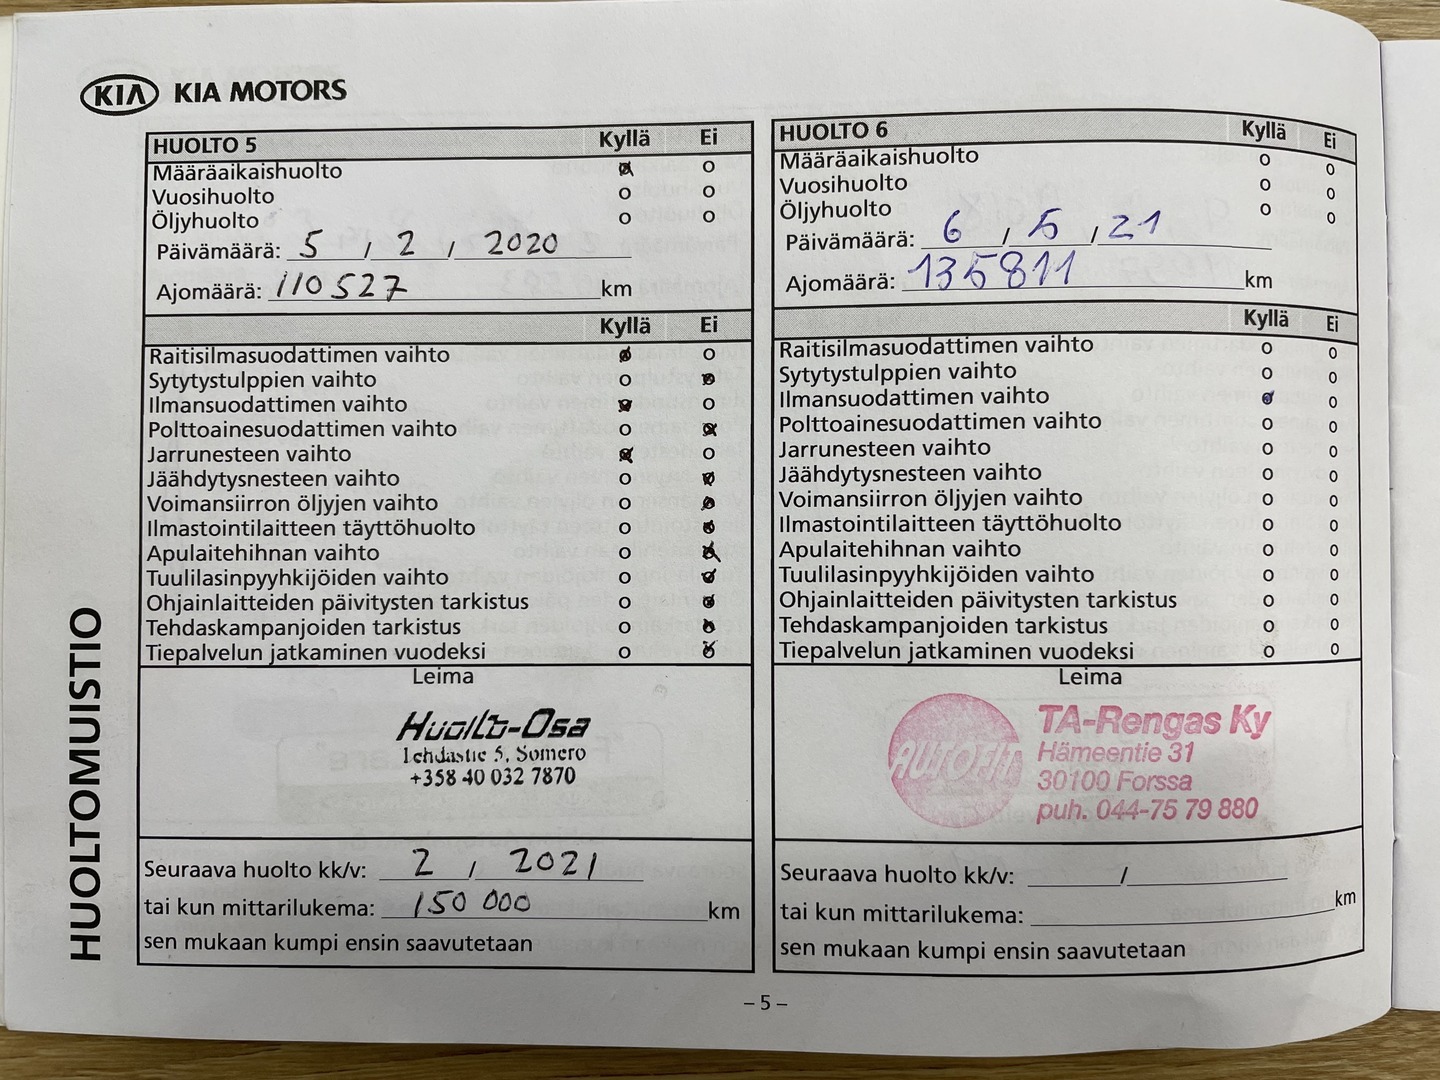 KIA KIA MOTORS
HUOLTOMUISTIO
HUOLTO 5 Kyllä Ei
Määräaikaishuolto o o
Vuosihuolto o o
Öljyhuolto o o
Päivämäärä: 5 / 2 / 2020
Ajomäärä: 110527 km
Kyllä Ei
Raitisilmasuodattimen vaihto o o
Sytytystulppien vaihto o o
Ilmansuodattimen vaihto o o
Polttoainesuodattimen vaihto o o
Jarrunesteen vaihto o o
Jäähdytysnesteen vaihto o o
Voimansiirron öljyjen vaihto o o
Ilmastointilaitteen täyttöhuolto o o
Apulaitehihnan vaihto o o
Tuulilasinpyyhkijöiden vaihto o o
Ohjainlaitteiden päivitysten tarkistus o o
Tehdaskampanjoiden tarkistus o o
Tiepalvelun jatkaminen vuodeksi o o
Leima
Huolto-Osa
Tehdastie 5, Somero
+358 40 032 7870
Seuraava huolto kk/v: 2 / 2021
tai kun mittarilukema: 150 000 km
sen mukaan kumpi ensin saavutetaan
HUOLTO 6 Kyllä Ei
Määräaikaishuolto o o
Vuosihuolto o o
Öljyhuolto o o
Päivämäärä: 6 / 5 / 21
Ajomäärä: 135811 km
Kyllä Ei
Raitisilmasuodattimen vaihto o o
Sytytystulppien vaihto o o
Ilmansuodattimen vaihto o o
Polttoainesuodattimen vaihto o o
Jarrunesteen vaihto o o
Jäähdytysnesteen vaihto o o
Voimansiirron öljyjen vaihto o o
Ilmastointilaitteen täyttöhuolto o o
Apulaitehihnan vaihto o o
Tuulilasinpyyhkijöiden vaihto o o
Ohjainlaitteiden päivitysten tarkistus o o
Tehdaskampanjoiden tarkistus o o
Tiepalvelun jatkaminen vuodeksi o o
Leima
AUTOFIT
TA-Rengas Ky
Hämeentie 31
30100 Forssa
puh. 044-75 79 880
Seuraava huolto kk/v: /
tai kun mittarilukema: km
sen mukaan kumpi ensin saavutetaan
– 5 –